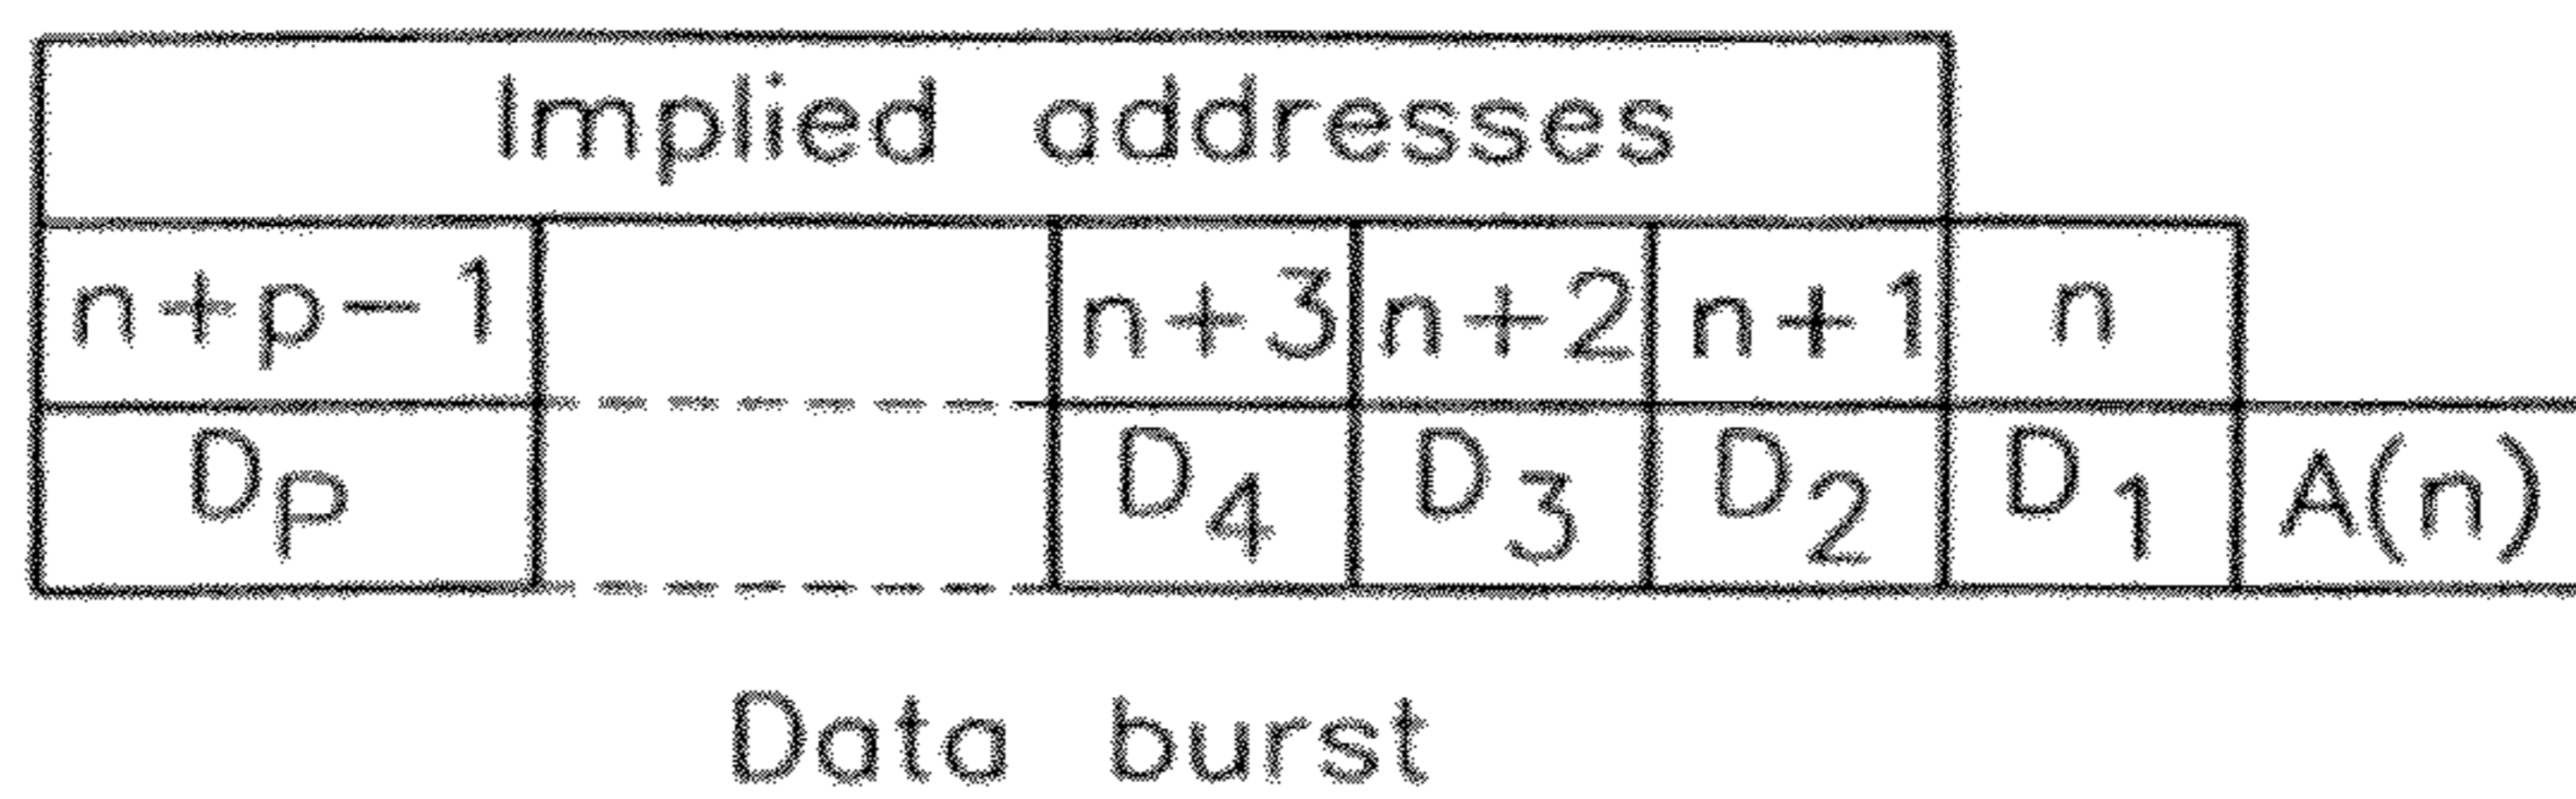 Implied addresses
n+p-1 n+3 n+2 n+1 n
Dp D4 D3 D2 D1 A(n)
Data burst